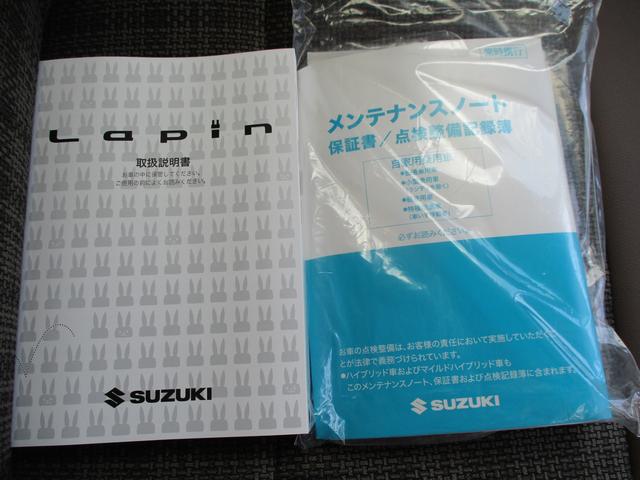 Lapin
取扱説明書
お車の中に保管してください。
ご使用の前によくお読みください。
SUZUKI
常時携行
メンテナンスノート
保証書／点検整備記録簿
自家用乗用車
必ずお読みください。
お車の点検整備は、お客様の責任において実施していただくこ
とが法律で義務づけられています。
●ハイブリッド車およびマイルドハイブリッド車も
このメンテナンスノート、保証書および点検記録簿に含まれます。
SUZUKI